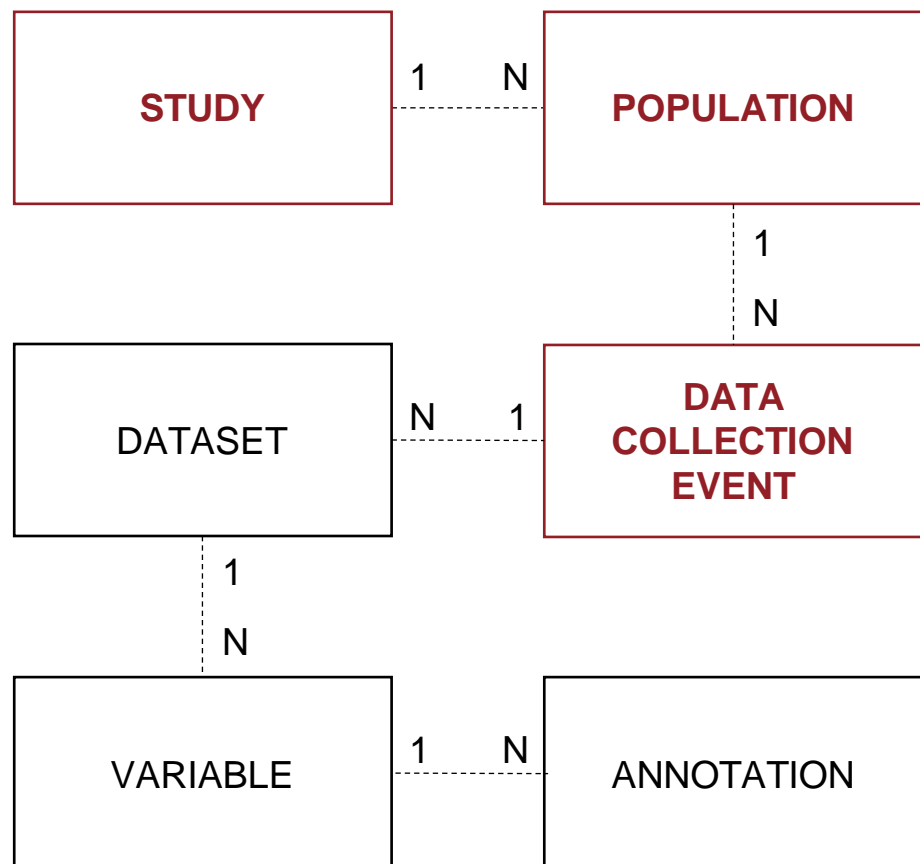 STUDY
1 N
POPULATION
1
N
DATASET
N 1
DATA
COLLECTION
EVENT
1
N
VARIABLE
1 N
ANNOTATION